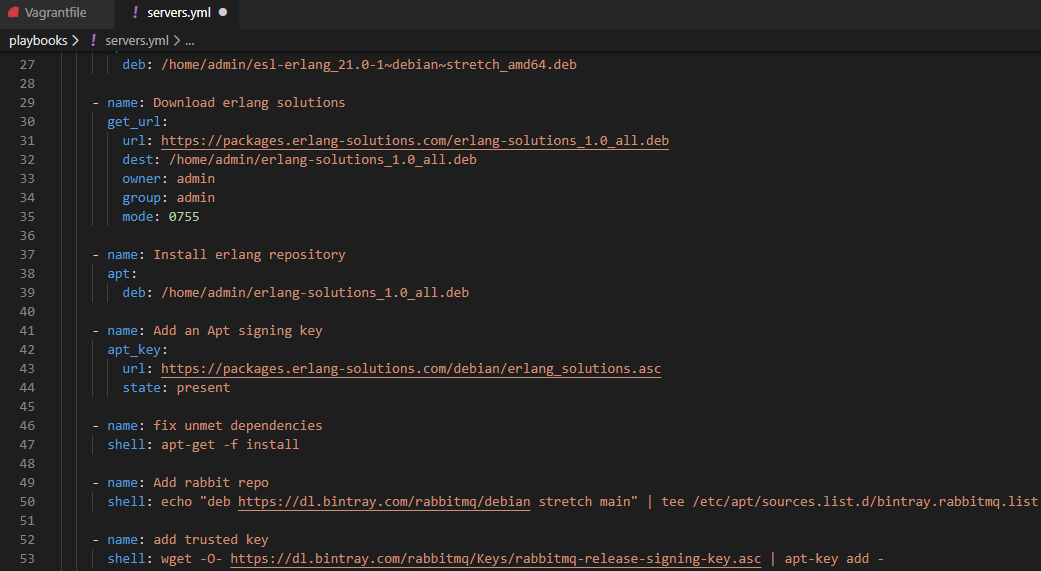 Vagrantfile
! servers.yml ●
playbooks > ! servers.yml > ...
27 deb: /home/admin/esl-erlang_21.0-1~debian~stretch_amd64.deb
28
29 - name: Download erlang solutions
30 get_url:
31 url: https://packages.erlang-solutions.com/erlang-solutions_1.0_all.deb
32 dest: /home/admin/erlang-solutions_1.0_all.deb
33 owner: admin
34 group: admin
35 mode: 0755
36
37 - name: Install erlang repository
38 apt:
39 deb: /home/admin/erlang-solutions_1.0_all.deb
40
41 - name: Add an Apt signing key
42 apt_key:
43 url: https://packages.erlang-solutions.com/debian/erlang_solutions.asc
44 state: present
45
46 - name: fix unmet dependencies
47 shell: apt-get -f install
48
49 - name: Add rabbit repo
50 shell: echo "deb https://dl.bintray.com/rabbitmq/debian stretch main" | tee /etc/apt/sources.list.d/bintray.rabbitmq.list
51
52 - name: add trusted key
53 shell: wget -O- https://dl.bintray.com/rabbitmq/Keys/rabbitmq-release-signing-key.asc | apt-key add -